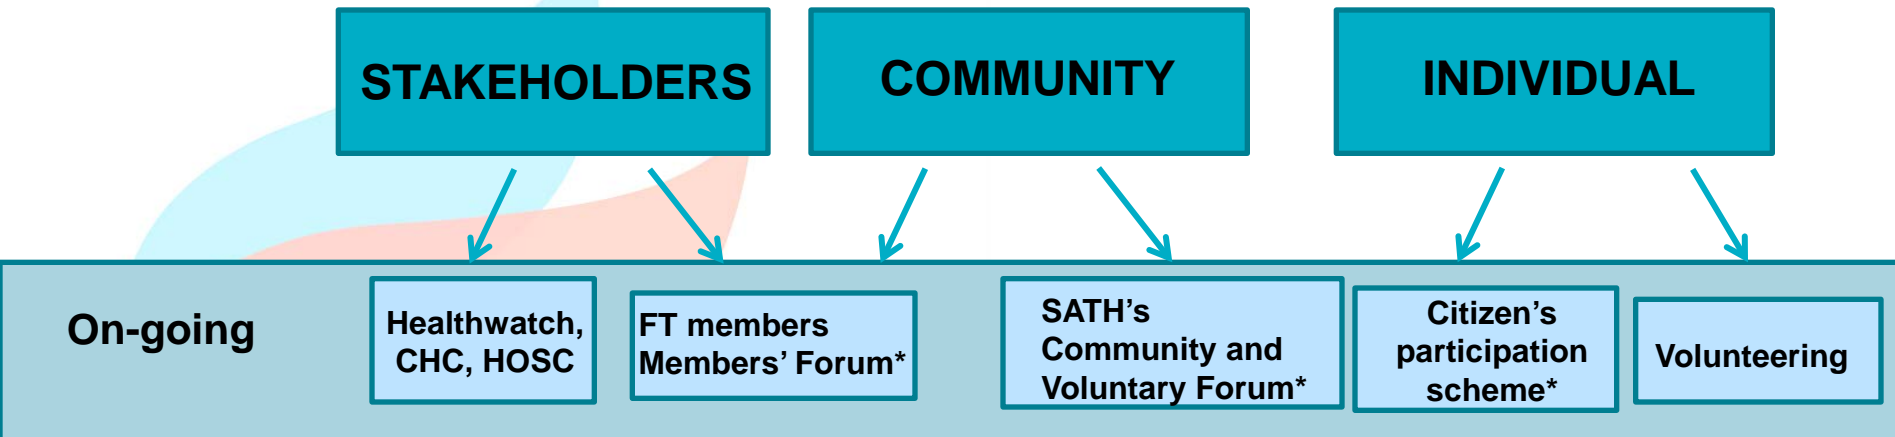 STAKEHOLDERS
COMMUNITY
INDIVIDUAL
On-going
Healthwatch,
CHC, HOSC
FT members
Members’ Forum*
SATH’s
Community and
Voluntary Forum*
Citizen’s
participation
scheme*
Volunteering